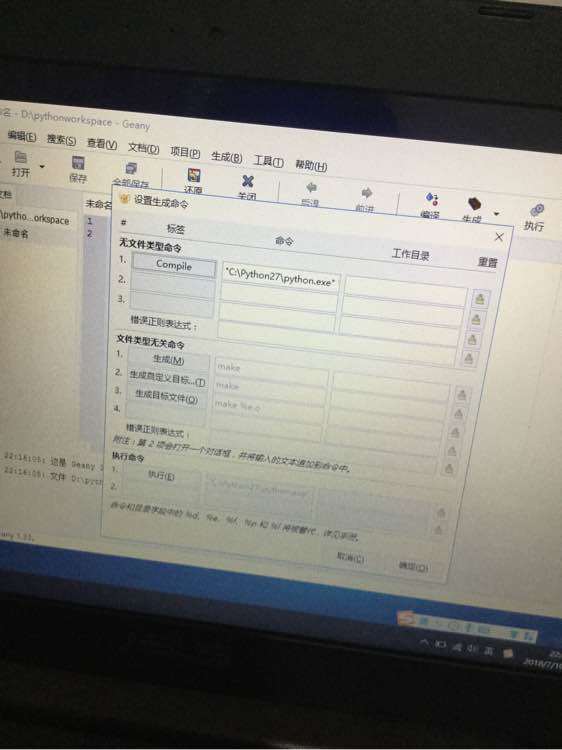 名 - D:\pythonworkspace - Geany
编辑(E) 搜索(S) 查看(V) 文档(D) 项目(P) 生成(B) 工具(T) 帮助(H)
打开 保存 全部保存 还原 关闭 后退 前进 编译 生成 执行
文档 未命名
\pytho...orkspace 1
未命名 2
设置生成命令
# 标签 命令 工作目录 重置
无文件类型命令
1. Compile "C:\Python27\python.exe"
2.
3.
错误正则表达式:
文件类型无关命令
1. 生成(M) make
2. 生成自定义目标...(T) make
3. 生成目标文件(O) make %e.o
4.
错误正则表达式:
附注：第 2 项会打开一个对话框，并将输入的文本追加到命令中。
执行命令
1. 执行(E)
2.
命令和目录字段中的 %d、%e、%f、%p 和 %l 将被替代，详见手册。
取消(C) 确定(O)
22:16:05: 这是 Geany 1
22:16:05: 文件 D:\pyth
英
22:
2018/7/1